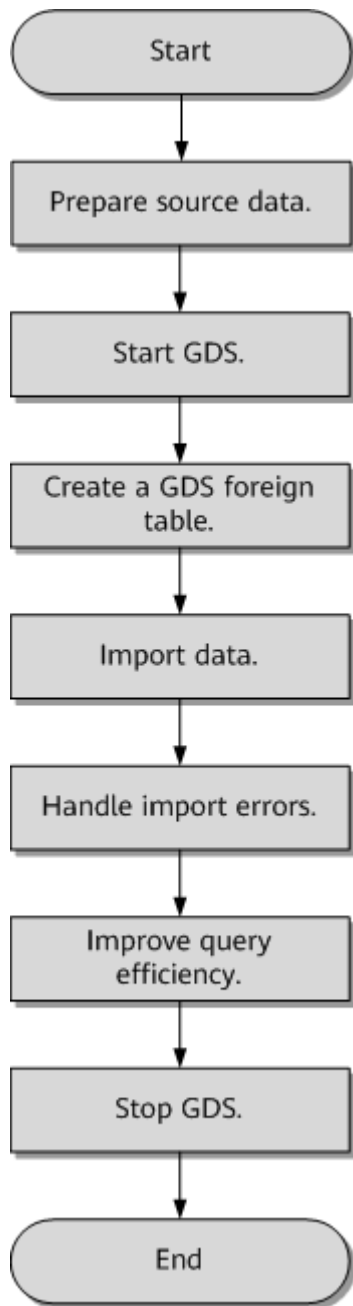 Start
Prepare source data.
Start GDS.
Create a GDS foreign
table.
Import data.
Handle import errors.
Improve query
efficiency.
Stop GDS.
End